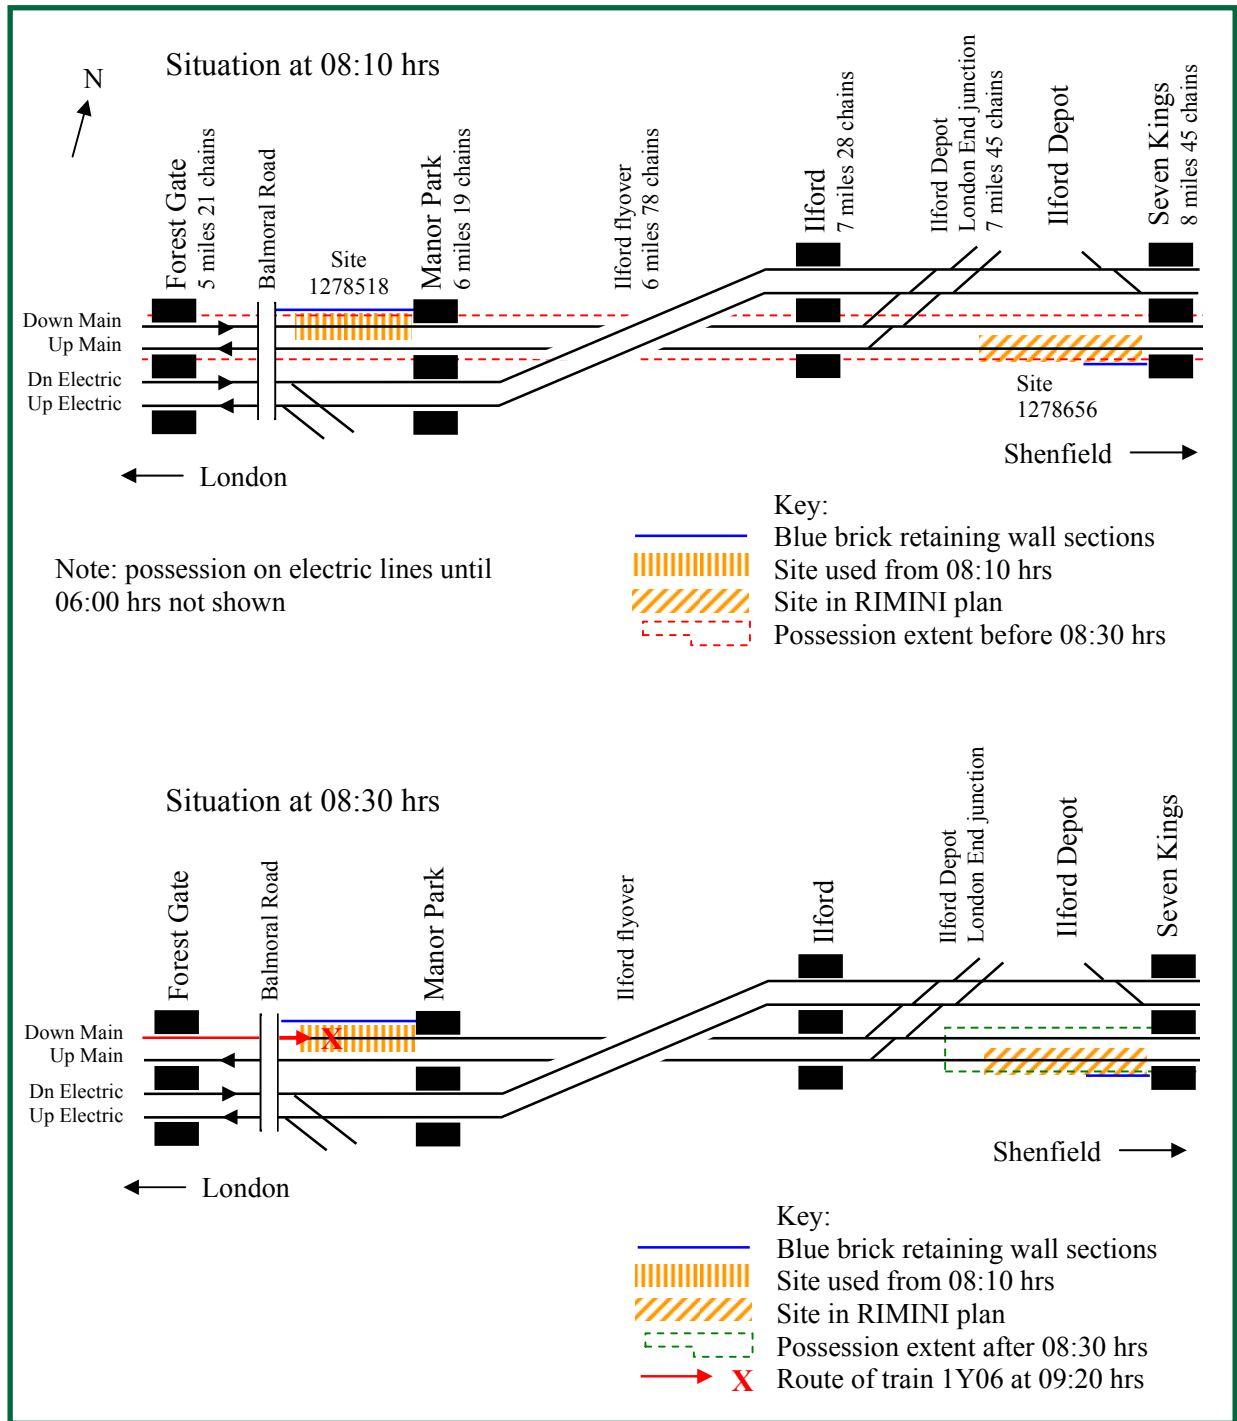 Situation at 08:10 hrs
N
Forest Gate
5 miles 21 chains
Balmoral Road
Site
1278518
Manor Park
6 miles 19 chains
Ilford flyover
6 miles 78 chains
Ilford
7 miles 28 chains
Ilford Depot
London End junction
7 miles 45 chains
Ilford Depot
Seven Kings
8 miles 45 chains
Down Main
Up Main
Dn Electric
Up Electric
Site
1278656
London
Shenfield
Note: possession on electric lines until
06:00 hrs not shown
Key:
Blue brick retaining wall sections
Site used from 08:10 hrs
Site in RIMINI plan
Possession extent before 08:30 hrs
Situation at 08:30 hrs
Forest Gate
Balmoral Road
Manor Park
Ilford flyover
Ilford
Ilford Depot
London End junction
Ilford Depot
Seven Kings
Down Main
Up Main
Dn Electric
Up Electric
X
London
Shenfield
Key:
Blue brick retaining wall sections
Site used from 08:10 hrs
Site in RIMINI plan
Possession extent after 08:30 hrs
X Route of train 1Y06 at 09:20 hrs